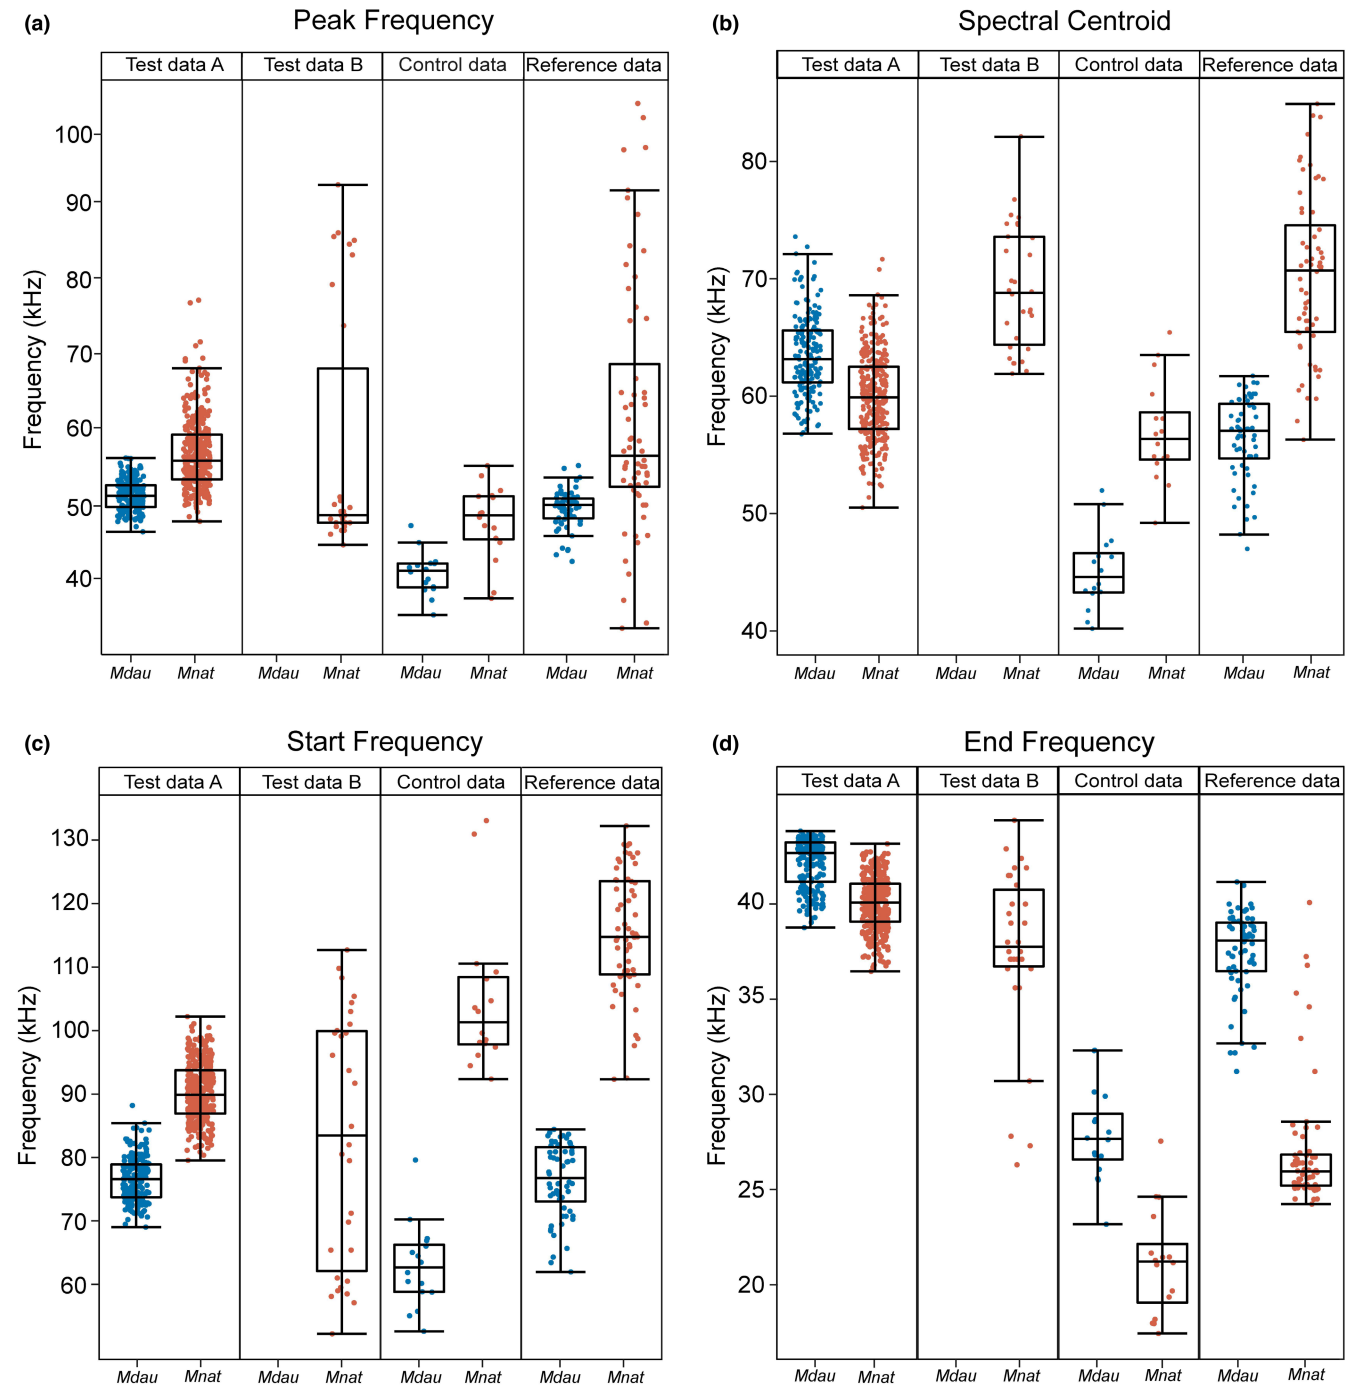 (a) Peak Frequency
Test data A Test data B Control data Reference data
Frequency (kHz)
100
90
80
70
60
50
40
Mdau Mnat Mdau Mnat Mdau Mnat Mdau Mnat
(b) Spectral Centroid
Test data A Test data B Control data Reference data
Frequency (kHz)
80
70
60
50
40
Mdau Mnat Mdau Mnat Mdau Mnat Mdau Mnat
(c) Start Frequency
Test data A Test data B Control data Reference data
Frequency (kHz)
130
120
110
100
90
80
70
60
Mdau Mnat Mdau Mnat Mdau Mnat Mdau Mnat
(d) End Frequency
Test data A Test data B Control data Reference data
Frequency (kHz)
40
35
30
25
20
Mdau Mnat Mdau Mnat Mdau Mnat Mdau Mnat